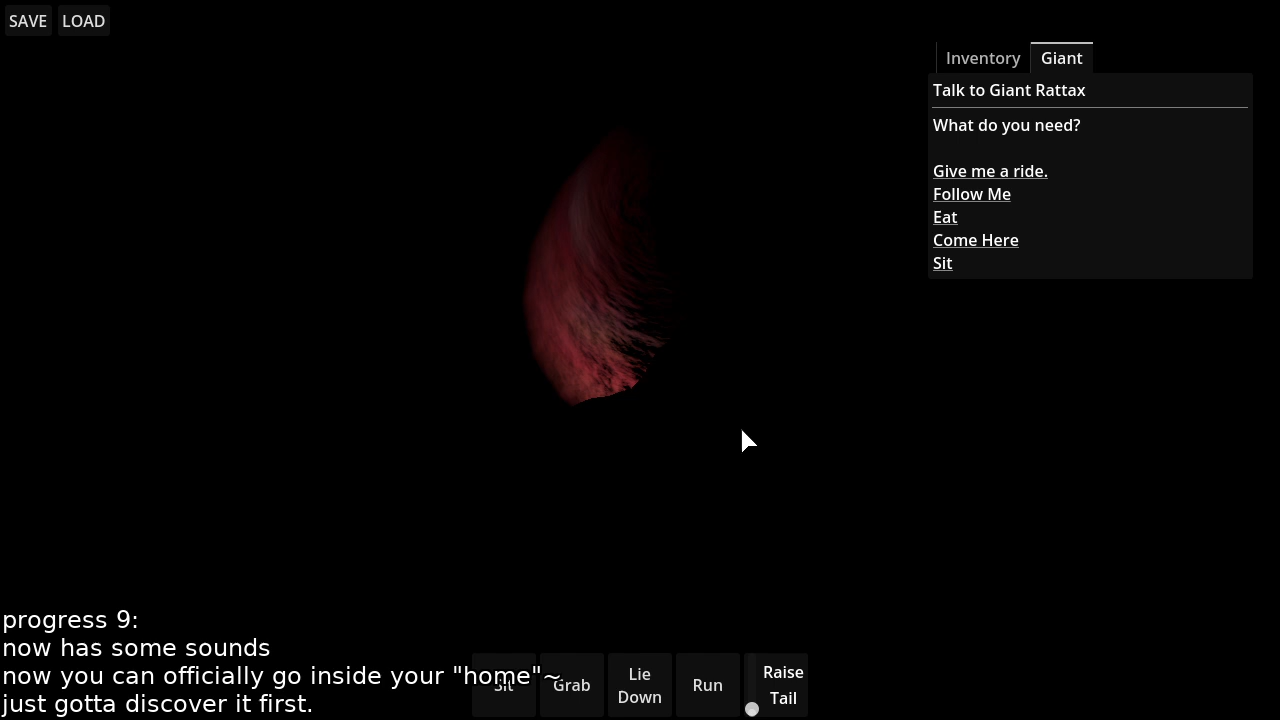 SAVE LOAD
Inventory Giant
Talk to Giant Rattax
What do you need?
Give me a ride.
Follow Me
Eat
Come Here
Sit
progress 9:
now has some sounds
now you can officially go inside your "home"~
just gotta discover it first.
Sit Grab Lie Down Run Raise Tail